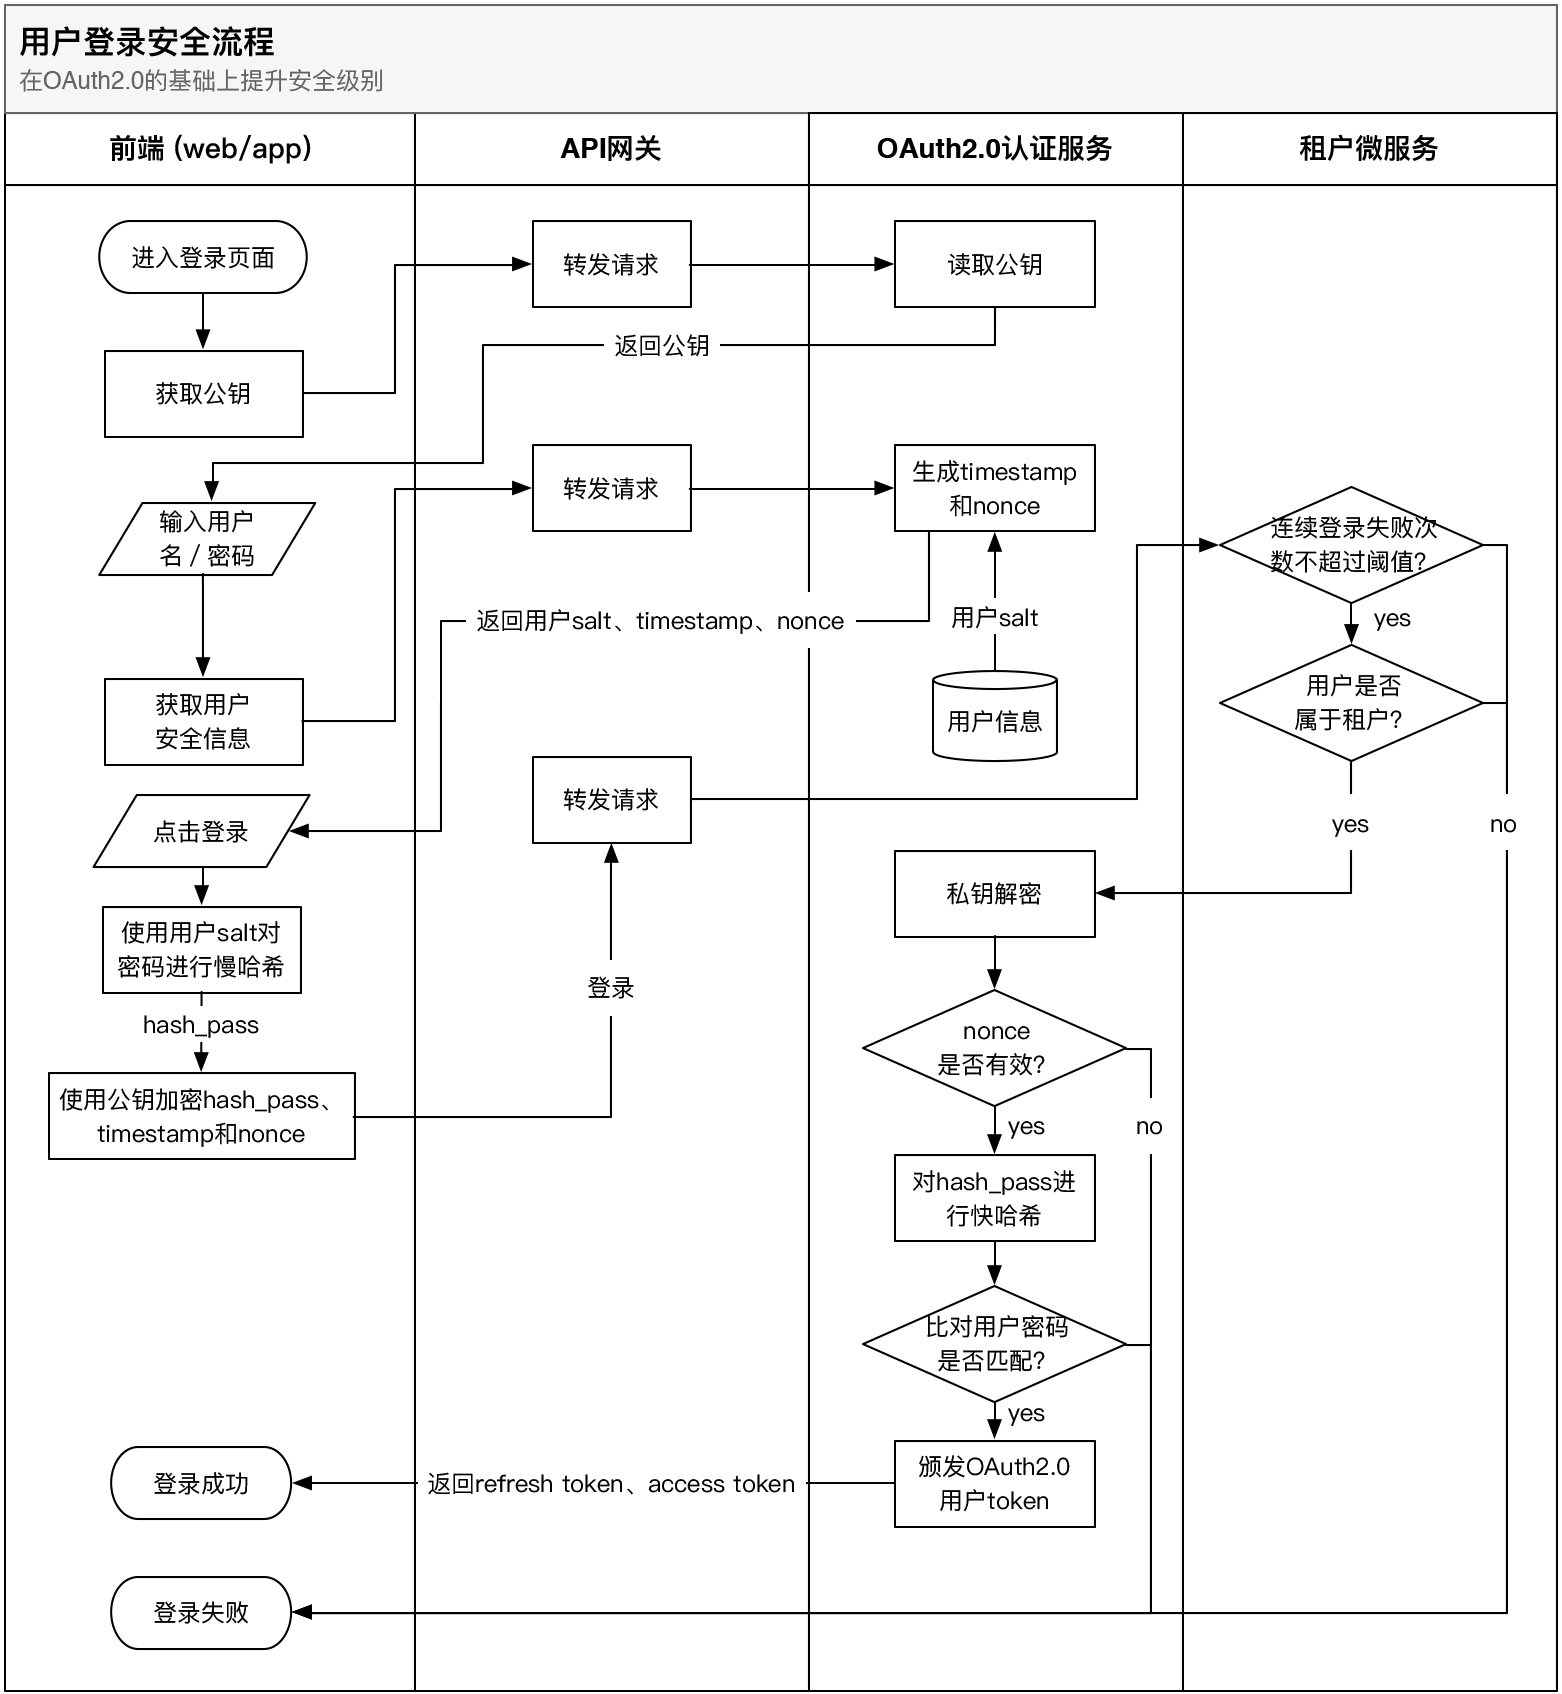 用户登录安全流程
在OAuth2.0的基础上提升安全级别
前端 (web/app)
API网关
OAuth2.0认证服务
租户微服务
进入登录页面
转发请求
读取公钥
返回公钥
获取公钥
转发请求
生成timestamp
和nonce
输入用户
名 / 密码
连续登录失败次
数不超过阈值?
yes
返回用户salt、timestamp、nonce
用户salt
用户是否
属于租户?
获取用户
安全信息
用户信息
转发请求
点击登录
yes
no
私钥解密
使用用户salt对
密码进行慢哈希
登录
hash_pass
nonce
是否有效?
使用公钥加密hash_pass、
timestamp和nonce
yes
no
对hash_pass进
行快哈希
比对用户密码
是否匹配?
yes
登录成功
返回refresh token、access token
颁发OAuth2.0
用户token
登录失败